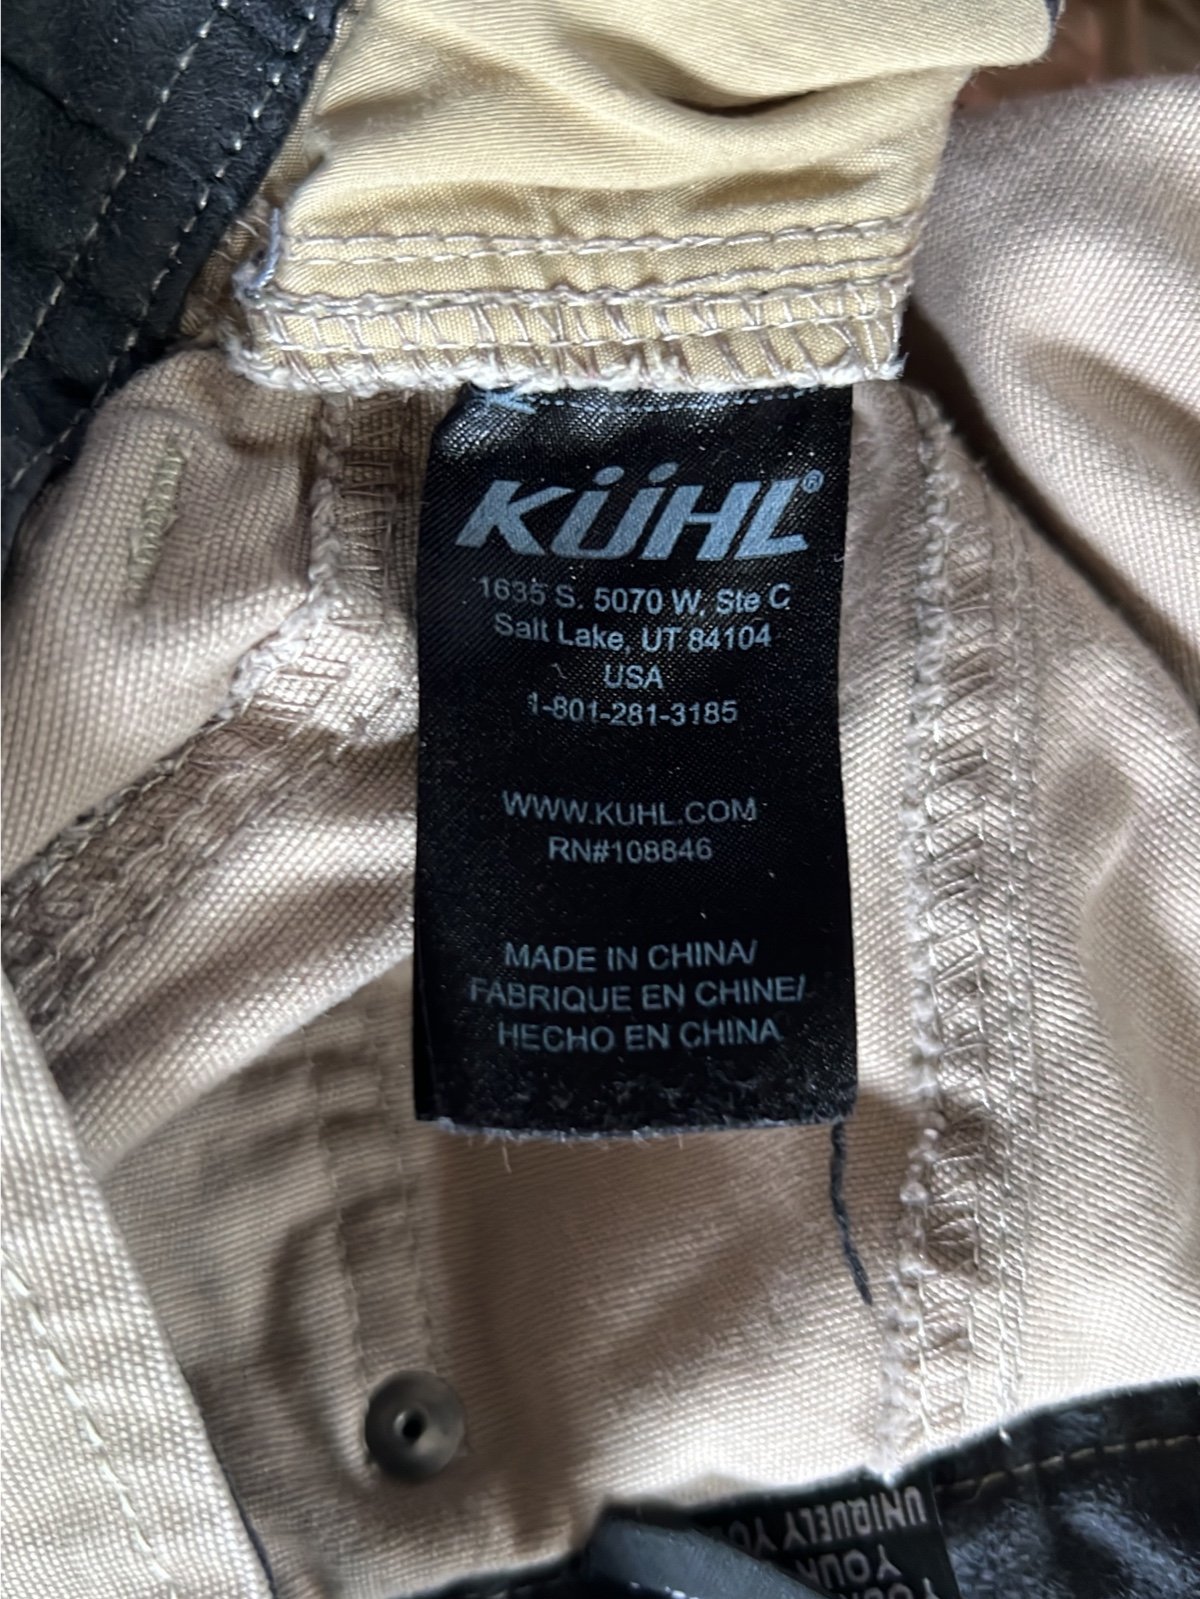 KÜHL®
1635 S. 5070 W. Ste C
Salt Lake, UT 84104
USA
1-801-281-3185
WWW.KUHL.COM
RN#108846
MADE IN CHINA/
FABRIQUE EN CHINE/
HECHO EN CHINA
UNIQUELY
YOUR